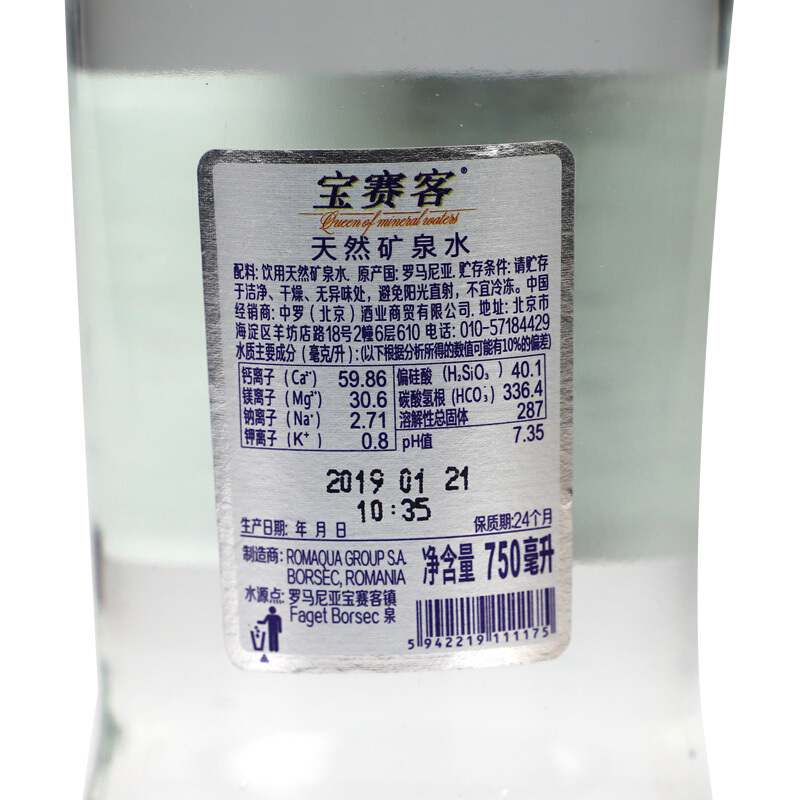 宝赛客®
Queen of mineral waters
天然矿泉水
配料: 饮用天然矿泉水. 原产国: 罗马尼亚. 贮存条件: 请贮存
于洁净、干燥、无异味处, 避免阳光直射, 不宜冷冻。中国
经销商: 中罗 (北京) 酒业商贸有限公司. 地址: 北京市
海淀区羊坊店路18号2幢6层610 电话: 010-57184429
水质主要成分 (毫克/升) : (以下根据分析所得的数值可能有10%的偏差)
钙离子 (Ca²⁺) 59.86 偏硅酸 (H₂SiO₃) 40.1
镁离子 (Mg²⁺) 30.6 碳酸氢根 (HCO₃⁻) 336.4
钠离子 (Na⁺) 2.71 溶解性总固体 287
钾离子 (K⁺) 0.8 pH值 7.35
2019 01 21
10:35
生产日期: 年 月 日 保质期:24个月
制造商: ROMAQUA GROUP S.A.
BORSEC, ROMANIA
净含量 750毫升
水源点: 罗马尼亚宝赛客镇
Faget Borsec 泉
5 942219 111175